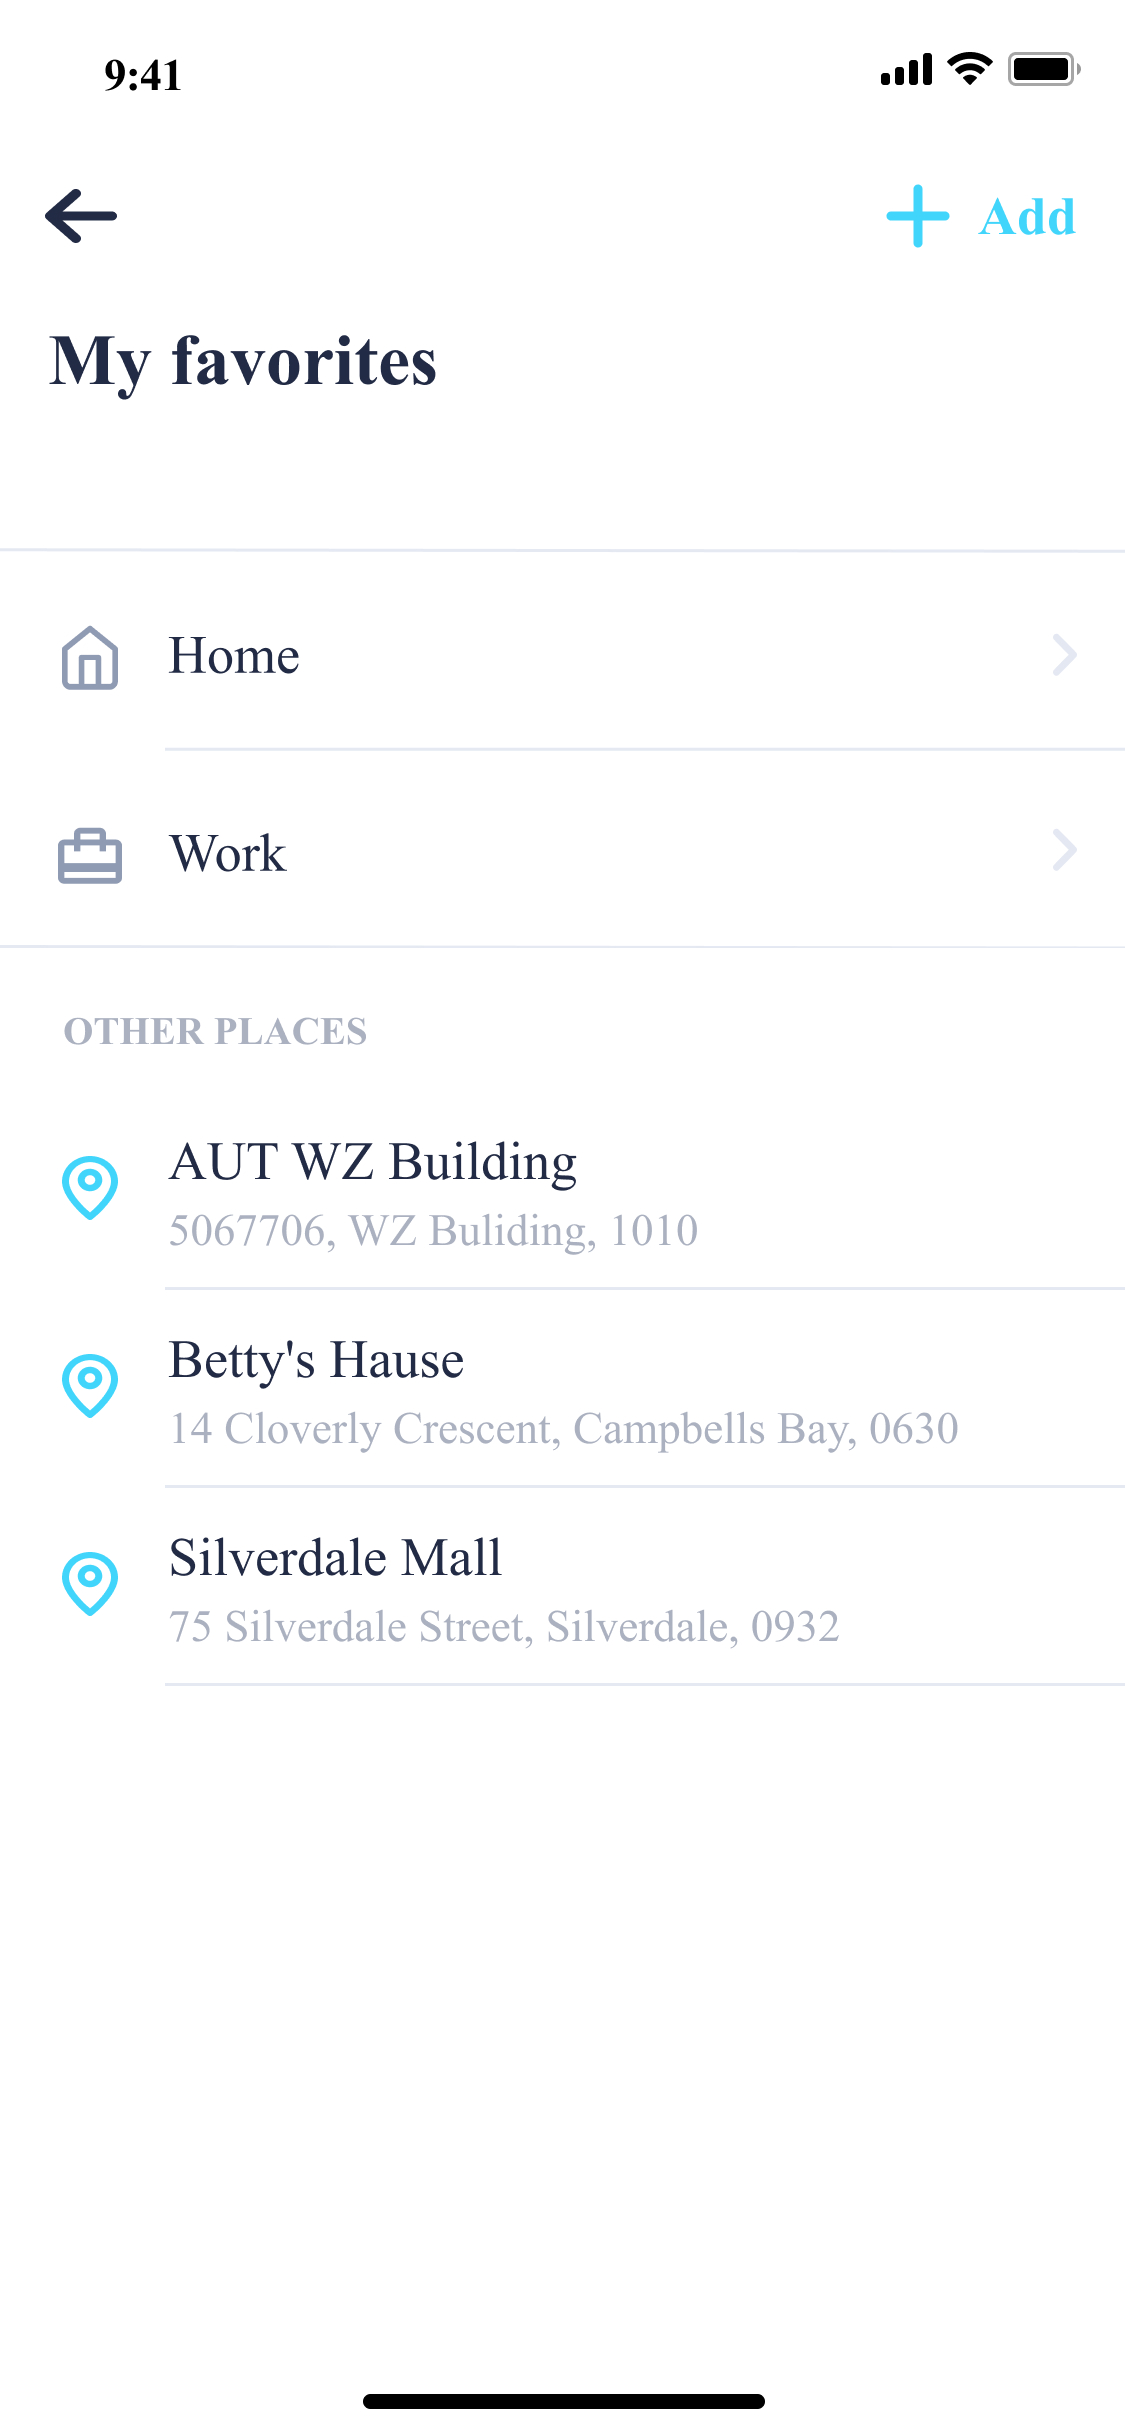 9:41
Add
My favorites
Home
Work
OTHER PLACES
AUT WZ Building
5067706, WZ Buliding, 1010
Betty's Hause
14 Cloverly Crescent, Campbells Bay, 0630
Silverdale Mall
75 Silverdale Street, Silverdale, 0932